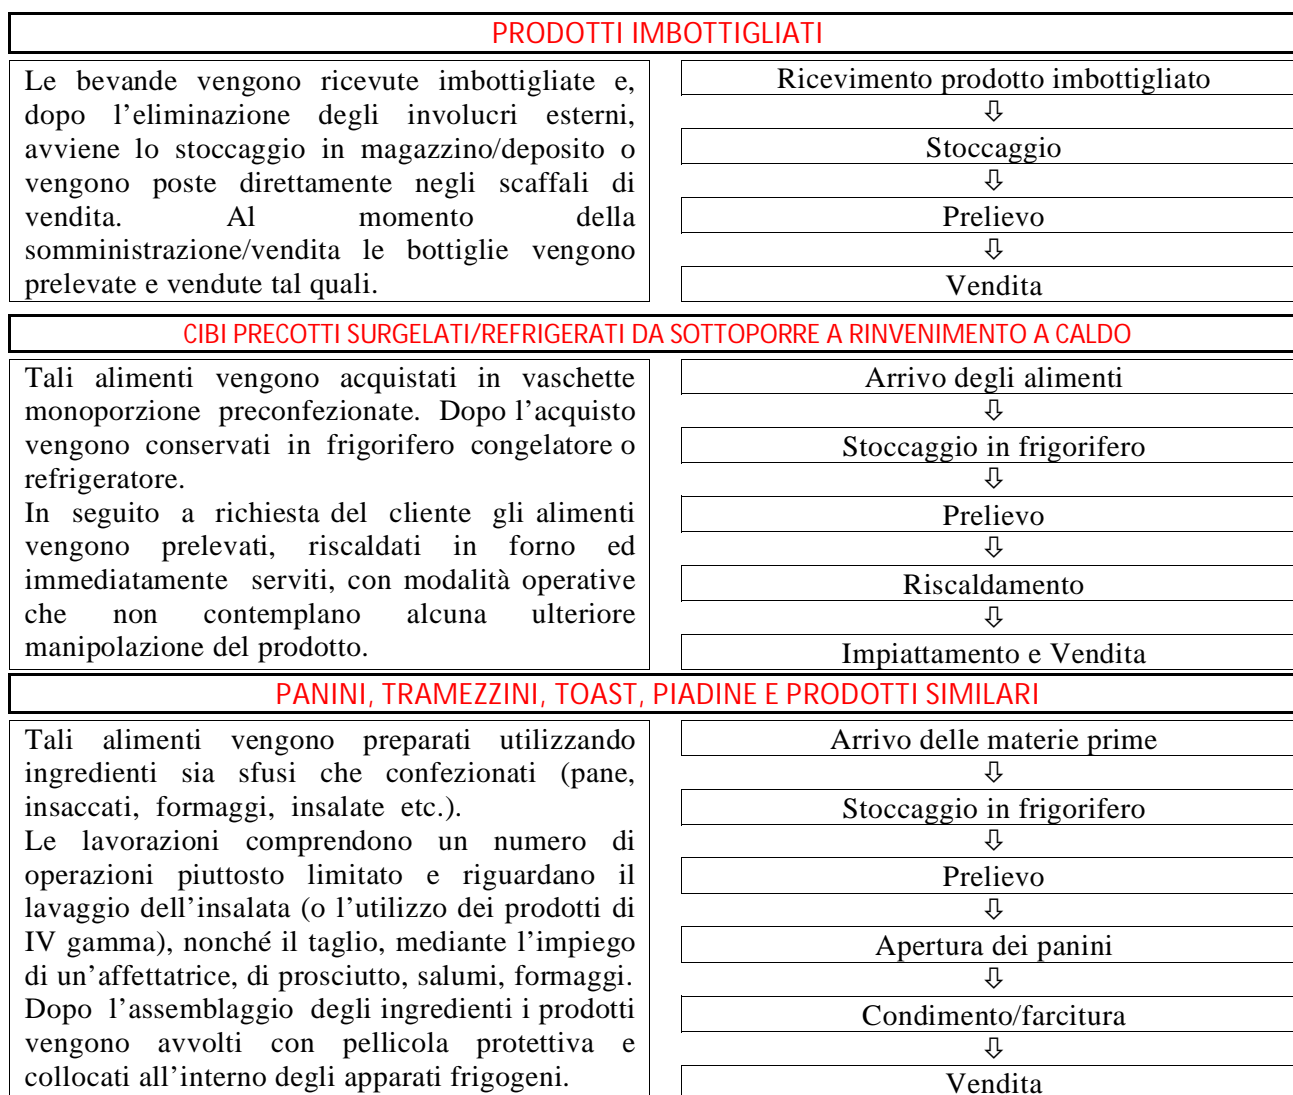 PRODOTTI IMBOTTIGLIATI
Le bevande vengono ricevute imbottigliate e,
dopo l'eliminazione degli involucri esterni,
avviene lo stoccaggio in magazzino/deposito o
vengono poste direttamente negli scaffali di
vendita. Al momento della
somministrazione/vendita le bottiglie vengono
prelevate e vendute tal quali.
Ricevimento prodotto imbottigliato
⇩
Stoccaggio
⇩
Prelievo
⇩
Vendita
CIBI PRECOTTI SURGELATI/REFRIGERATI DA SOTTOPORRE A RINVENIMENTO A CALDO
Tali alimenti vengono acquistati in vaschette
monoporzione preconfezionate. Dopo l'acquisto
vengono conservati in frigorifero congelatore o
refrigeratore.
In seguito a richiesta del cliente gli alimenti
vengono prelevati, riscaldati in forno ed
immediatamente serviti, con modalità operative
che non contemplano alcuna ulteriore
manipolazione del prodotto.
Arrivo degli alimenti
⇩
Stoccaggio in frigorifero
⇩
Prelievo
⇩
Riscaldamento
⇩
Impiattamento e Vendita
PANINI, TRAMEZZINI, TOAST, PIADINE E PRODOTTI SIMILARI
Tali alimenti vengono preparati utilizzando
ingredienti sia sfusi che confezionati (pane,
insaccati, formaggi, insalate etc.).
Le lavorazioni comprendono un numero di
operazioni piuttosto limitato e riguardano il
lavaggio dell'insalata (o l'utilizzo dei prodotti di
IV gamma), nonché il taglio, mediante l'impiego
di un'affettatrice, di prosciutto, salumi, formaggi.
Dopo l'assemblaggio degli ingredienti i prodotti
vengono avvolti con pellicola protettiva e
collocati all'interno degli apparati frigogeni.
Arrivo delle materie prime
⇩
Stoccaggio in frigorifero
⇩
Prelievo
⇩
Apertura dei panini
⇩
Condimento/farcitura
⇩
Vendita